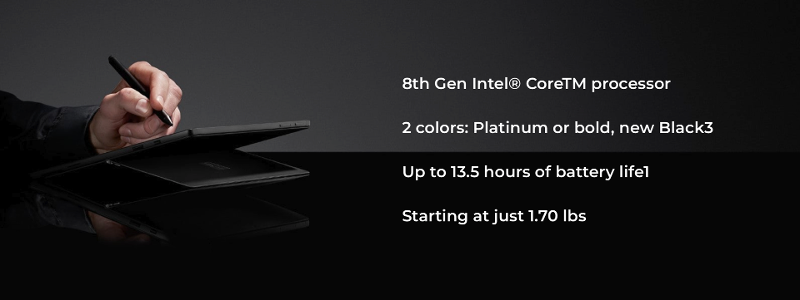 8th Gen Intel® CoreTM processor
2 colors: Platinum or bold, new Black3
Up to 13.5 hours of battery life1
Starting at just 1.70 lbs